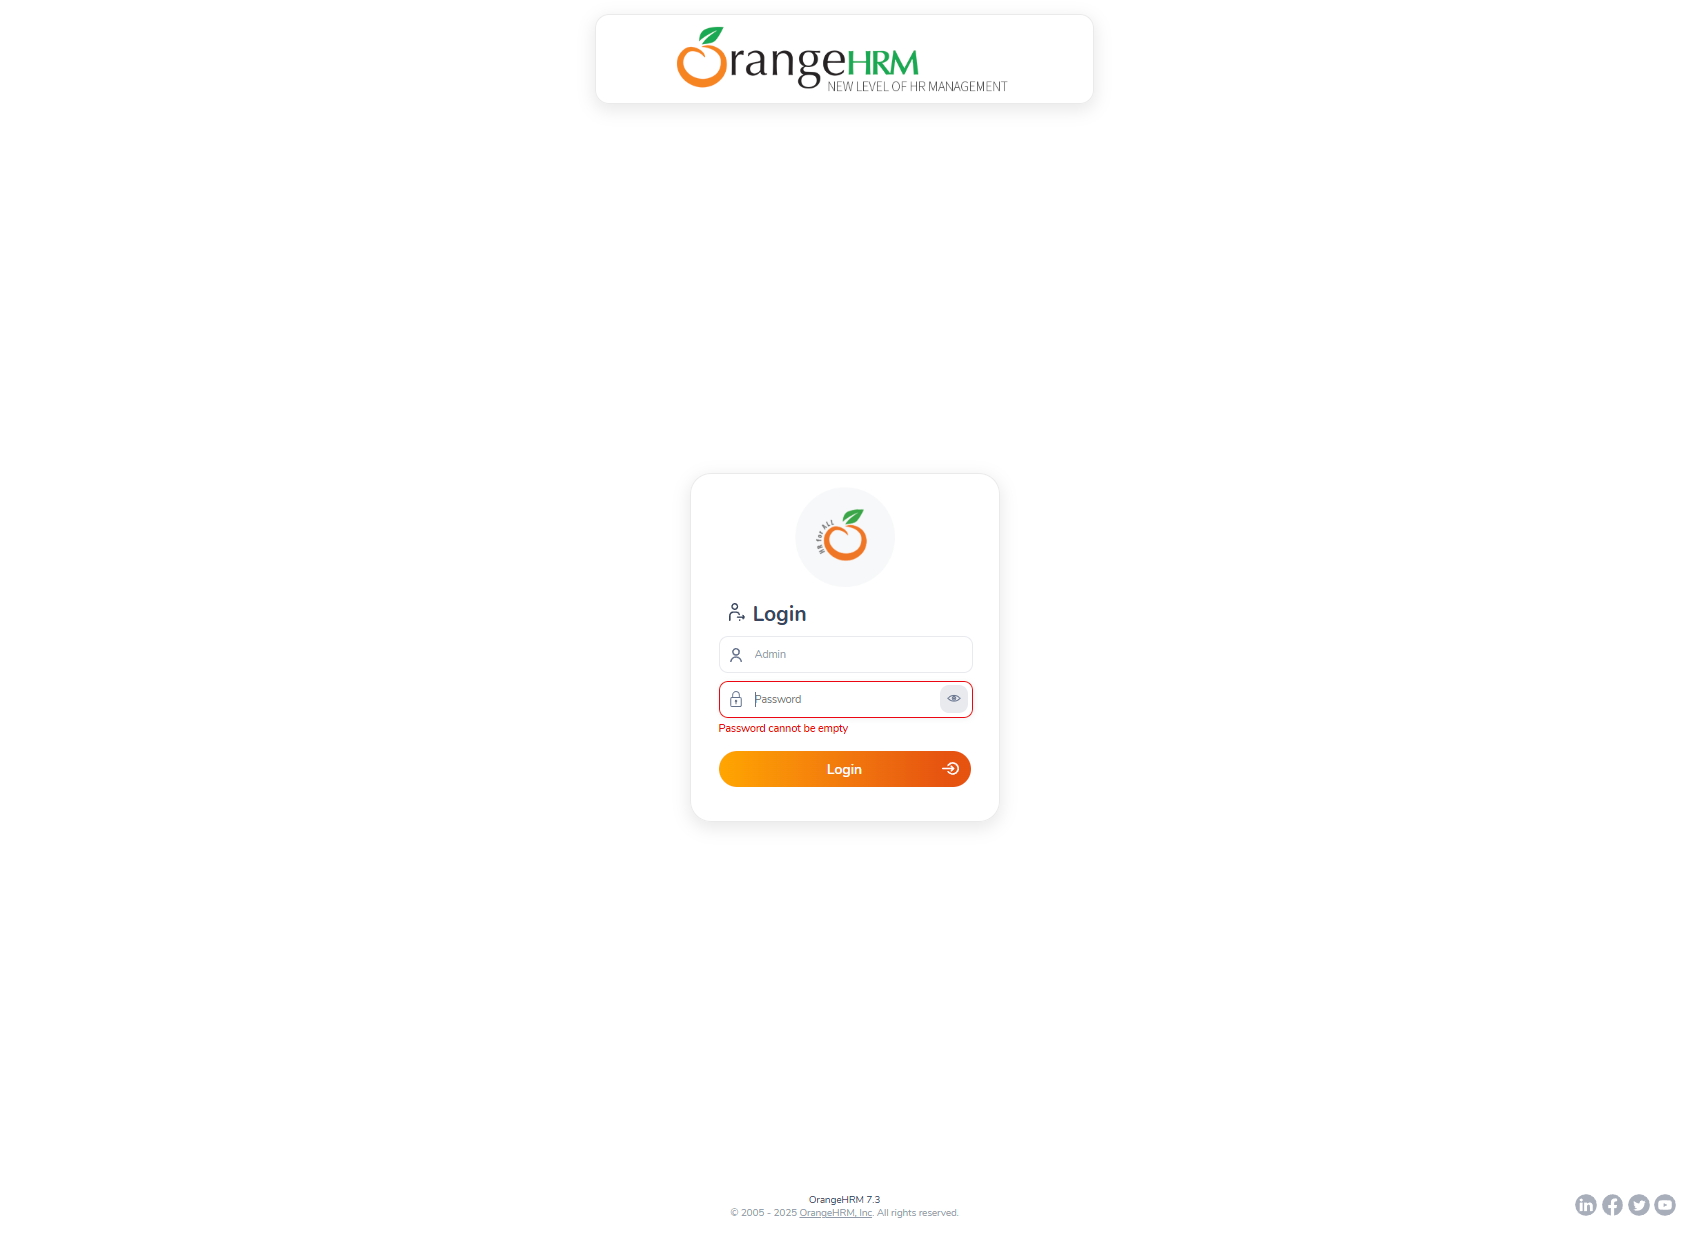 OrangeHRM
NEW LEVEL OF HR MANAGEMENT
HR for ALL
Login
Admin
Password
Password cannot be empty
Login
OrangeHRM 7.3
© 2005 - 2025 OrangeHRM, Inc. All rights reserved.